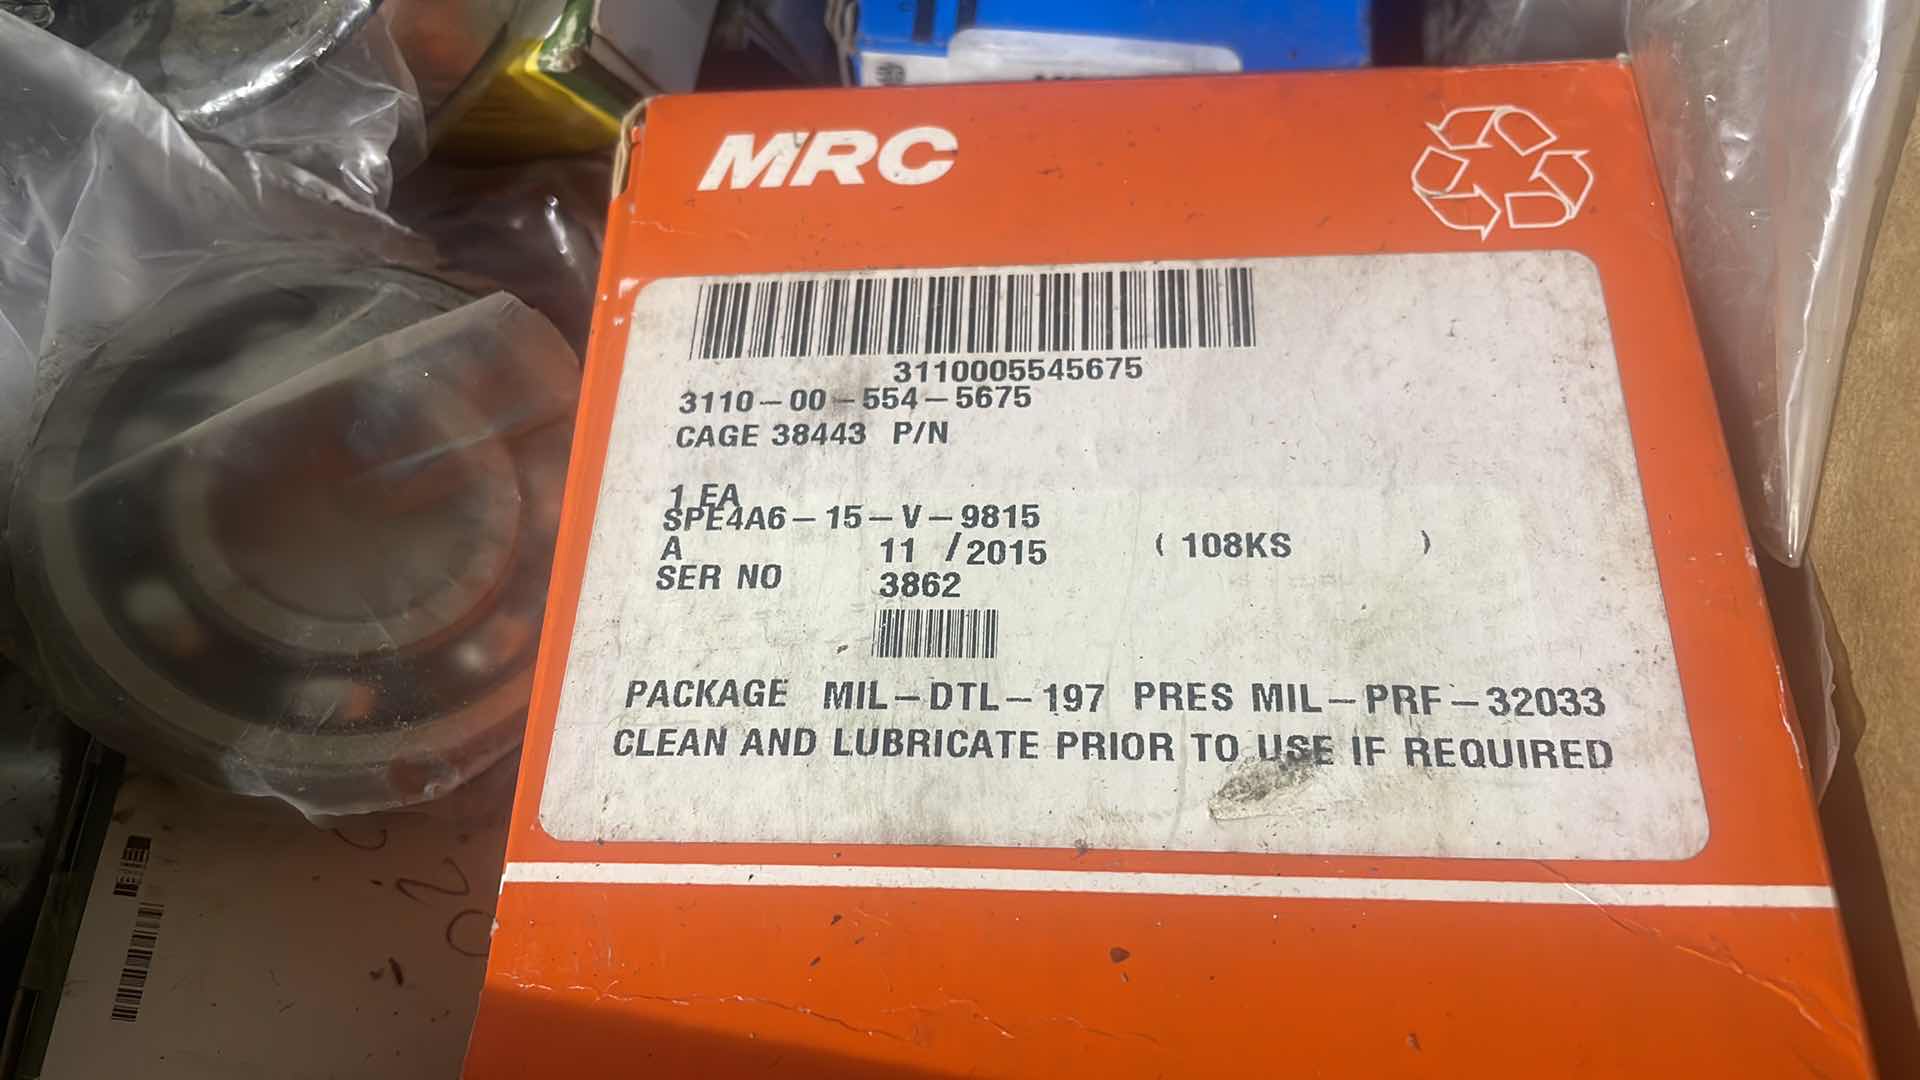 MRC
3110005545675
3110-00-554-5675
CAGE 38443 P/N
1 EA
SPE4A6-15-V-9815
A 11 /2015 ( 108KS )
SER NO 3862
PACKAGE MIL-DTL-197 PRES MIL-PRF-32033
CLEAN AND LUBRICATE PRIOR TO USE IF REQUIRED